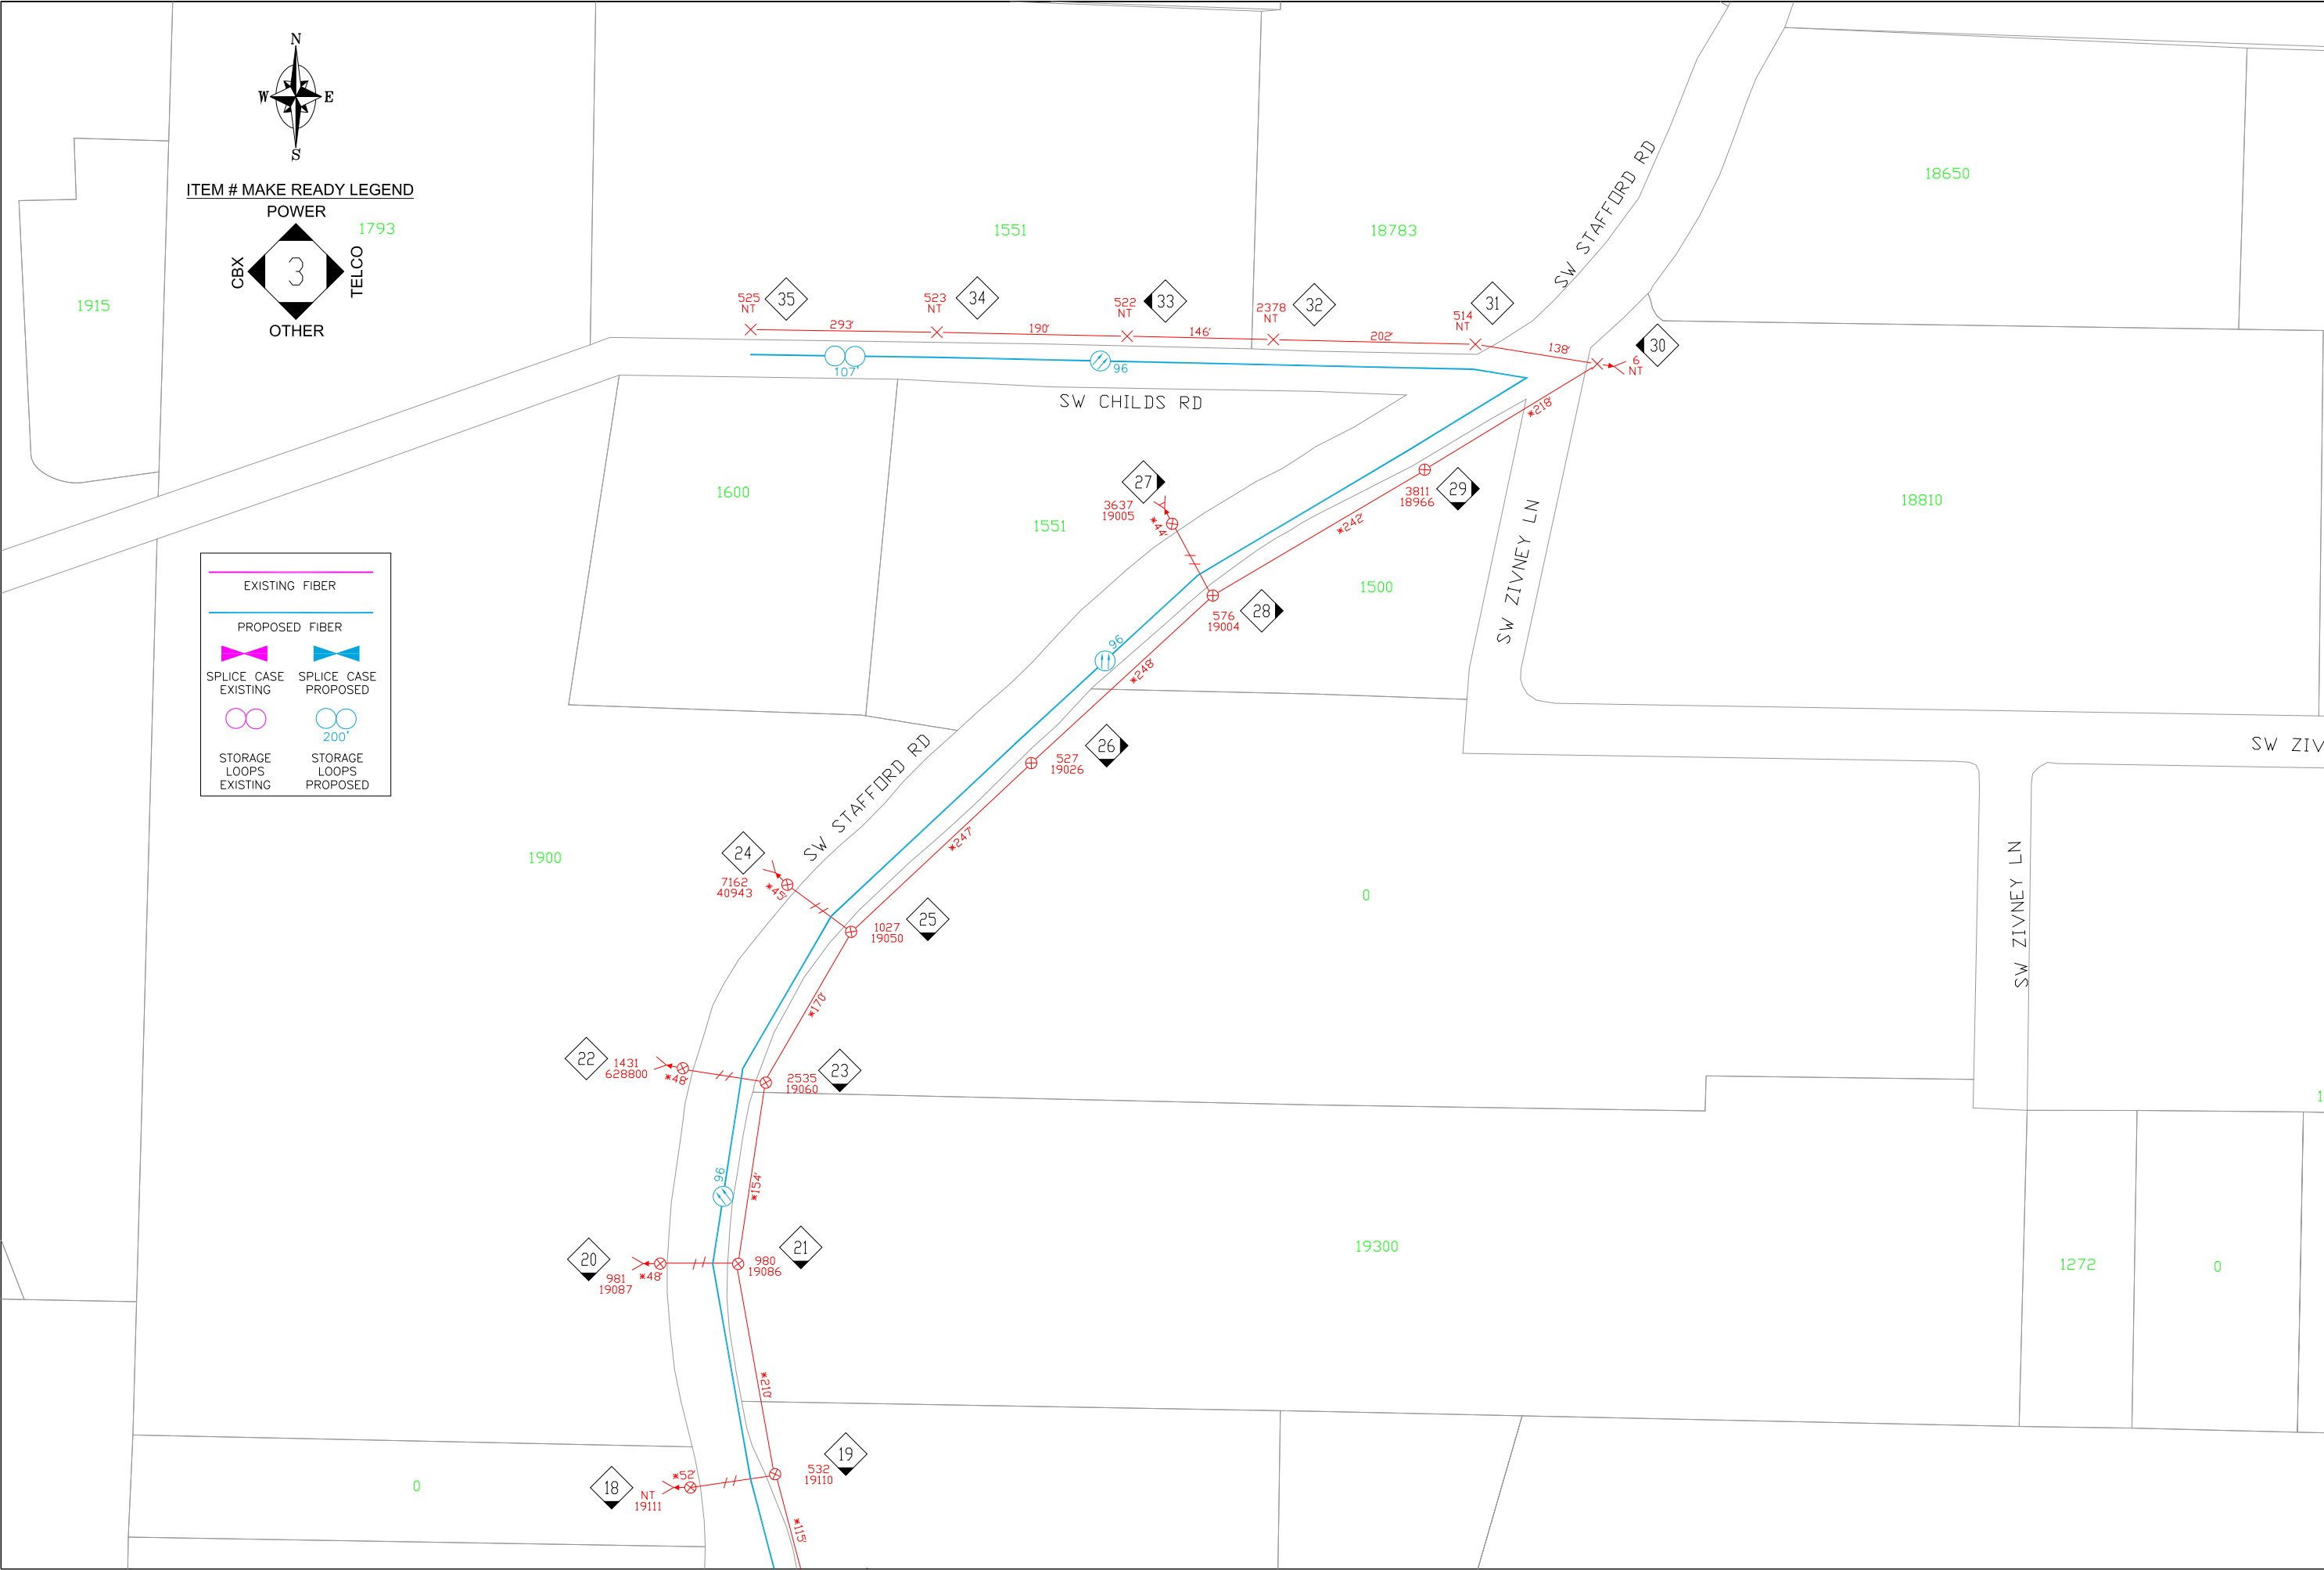 N
W
E
S
ITEM # MAKE READY LEGEND
POWER
CBX
3
TELCO
OTHER
1793
1915
1551
18783
18650
SW STAFFORD RD
525
NT
35
523
NT
34
522
NT
33
2378
NT
32
514
NT
31
30
6
NT
293'
190'
146'
202'
138'
107'
96
SW CHILDS RD
*218'
1600
1551
27
3637
19005
*44'
3811
18966
29
*242'
18810
SW ZIVNEY LN
1500
576
19004
28
EXISTING FIBER
PROPOSED FIBER
SPLICE CASE
EXISTING
SPLICE CASE
PROPOSED
200'
STORAGE
LOOPS
EXISTING
STORAGE
LOOPS
PROPOSED
96
*248'
527
19026
26
SW ZIV
SW STAFFORD RD
*247'
1900
24
7162
40943
*45'
1027
19050
25
0
SW ZIVNEY LN
*170'
22
1431
628800
*48'
2535
19060
23
1
96
*154'
20
981
19087
*48'
980
19086
21
19300
1272
0
*210'
0
18
NT
19111
*52'
532
19110
19
*115'